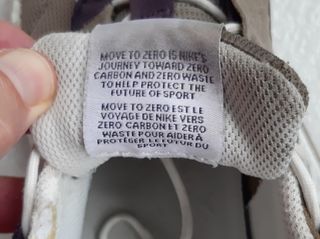 MOVE TO ZERO IS NIKE'S
JOURNEY TOWARD ZERO
CARBON AND ZERO WASTE
TO HELP PROTECT THE
FUTURE OF SPORT
MOVE TO ZERO EST LE
VOYAGE DE NIKE VERS
ZERO CARBON ET ZERO
WASTE POUR AIDER À
PROTÉGER LE FUTUR DU
SPORT